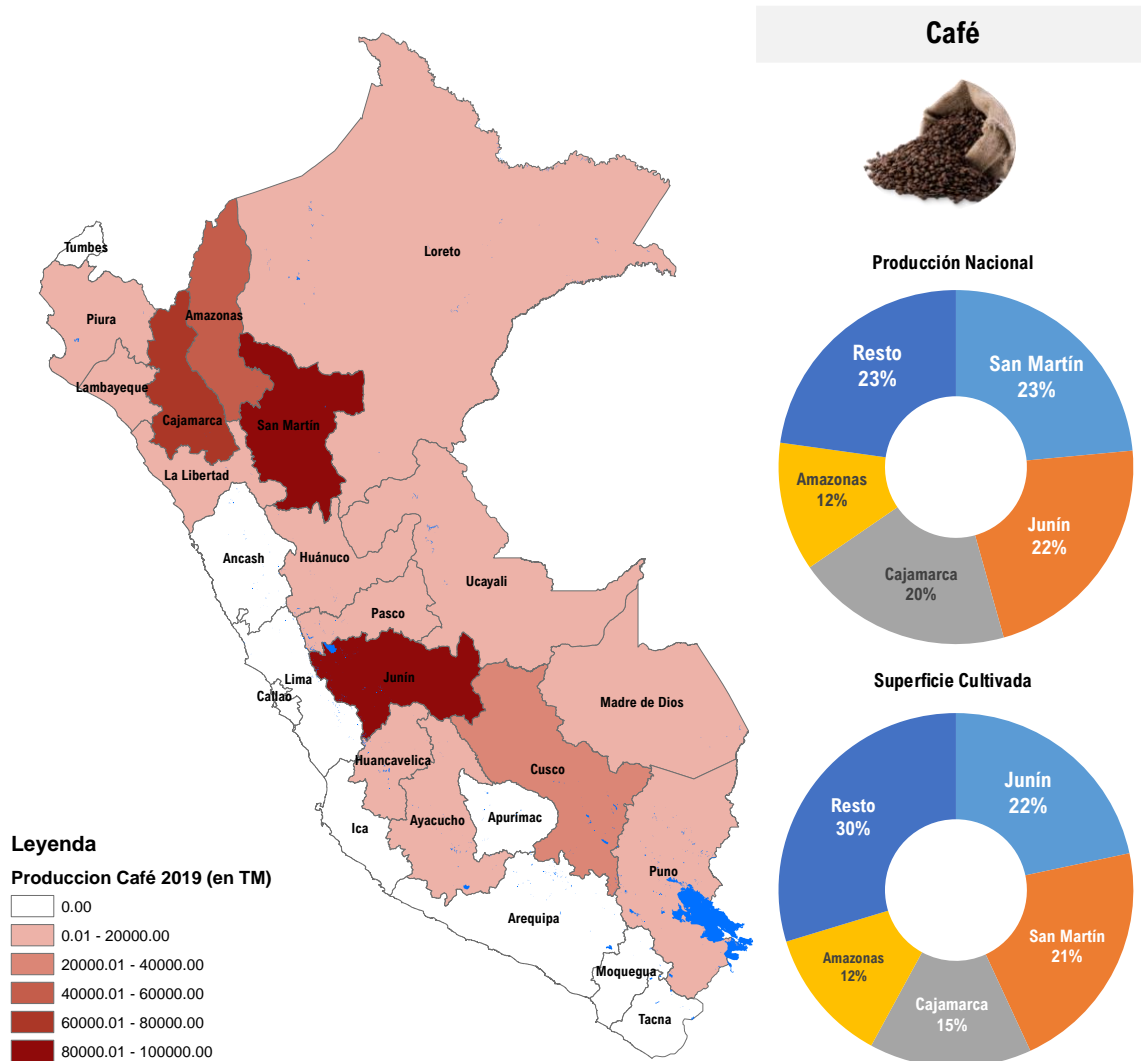 Café
Tumbes
Piura
Lambayeque
Amazonas
Cajamarca
San Martín
La Libertad
Loreto
Ancash
Huánuco
Ucayali
Pasco
Lima
Callao
Junín
Madre de Dios
Huancavelica
Cusco
Ica
Ayacucho
Apurímac
Puno
Arequipa
Moquegua
Tacna
Leyenda
Produccion Café 2019 (en TM)
0.00
0.01 - 20000.00
20000.01 - 40000.00
40000.01 - 60000.00
60000.01 - 80000.00
80000.01 - 100000.00
Producción Nacional
Resto
23%
San Martín
23%
Amazonas
12%
Junín
22%
Cajamarca
20%
Superficie Cultivada
Resto
30%
Junín
22%
Amazonas
12%
San Martín
21%
Cajamarca
15%